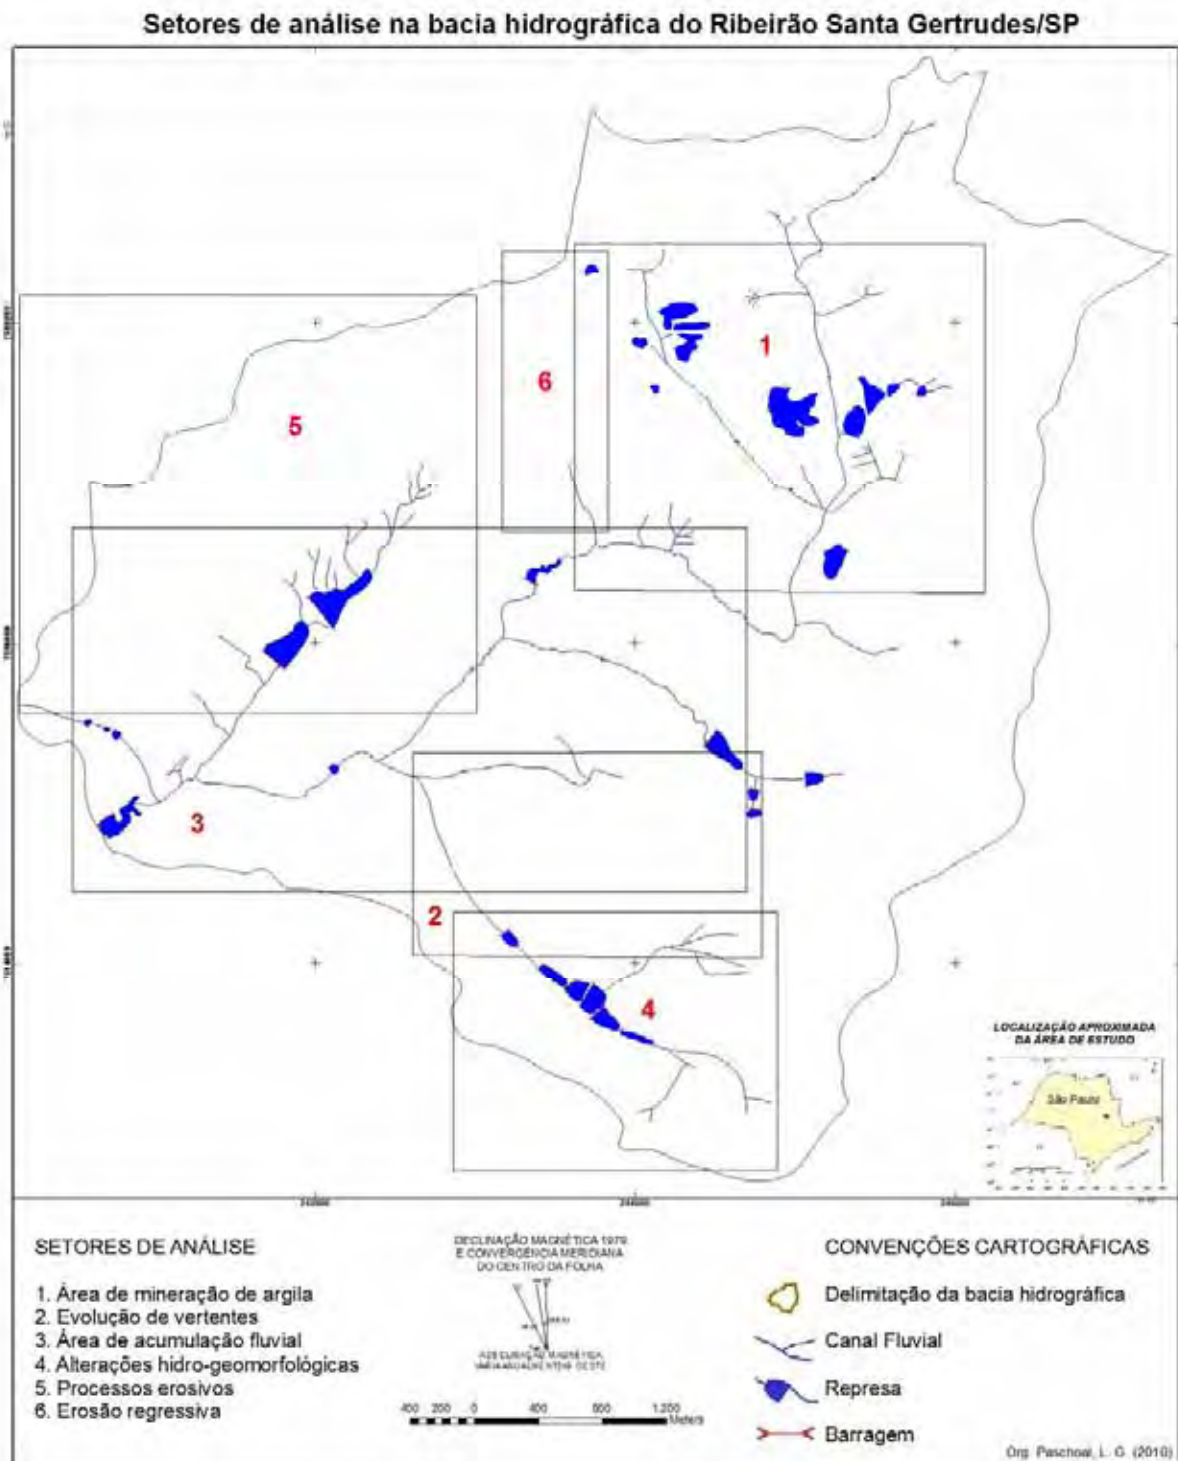 Setores de análise na bacia hidrográfica do Ribeirão Santa Gertrudes/SP
1
6
5
3
2
4
LOCALIZAÇÃO APROXIMADA
DA ÁREA DE ESTUDO
São Paulo
SETORES DE ANÁLISE
1. Área de mineração de argila
2. Evolução de vertentes
3. Área de acumulação fluvial
4. Alterações hidro-geomorfológicas
5. Processos erosivos
6. Erosão regressiva
DECLINAÇÃO MAGNÉTICA 1979
E CONVERGÊNCIA MERIDIANA
DO CENTRO DA FOLHA
400 200 0 400 800 1.200
Meters
CONVENÇÕES CARTOGRÁFICAS
Delimitação da bacia hidrográfica
Canal Fluvial
Represa
Barragem
Org. Paschoal, L. G. (2010)